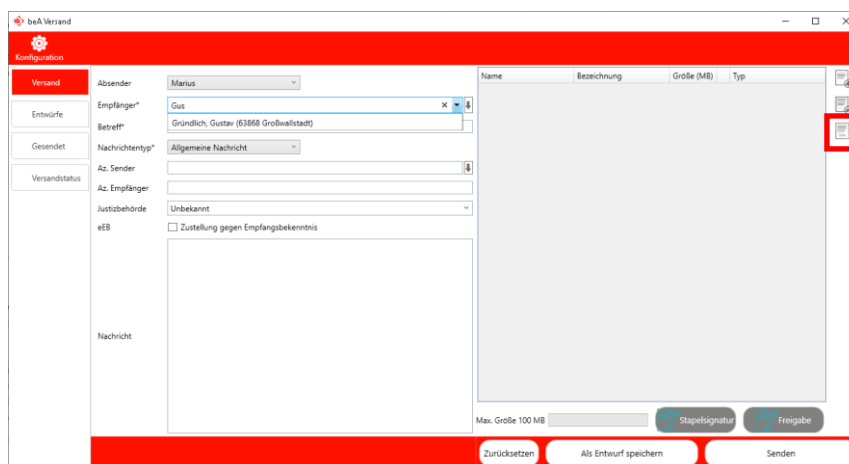 beA Versand
Konfiguration
Versand
Entwürfe
Gesendet
Versandstatus
Absender
Marius
Empfänger*
Gus
Gründlich, Gustav (63868 Großwallstadt)
Betreff*
Nachrichtentyp*
Allgemeine Nachricht
Az. Sender
Az. Empfänger
Justizbehörde
Unbekannt
eEB
Zustellung gegen Empfangsbekenntnis
Nachricht
Name Bezeichnung Größe (MB) Typ
Max. Größe 100 MB
Stapelsignatur
Freigabe
Zurücksetzen
Als Entwurf speichern
Senden